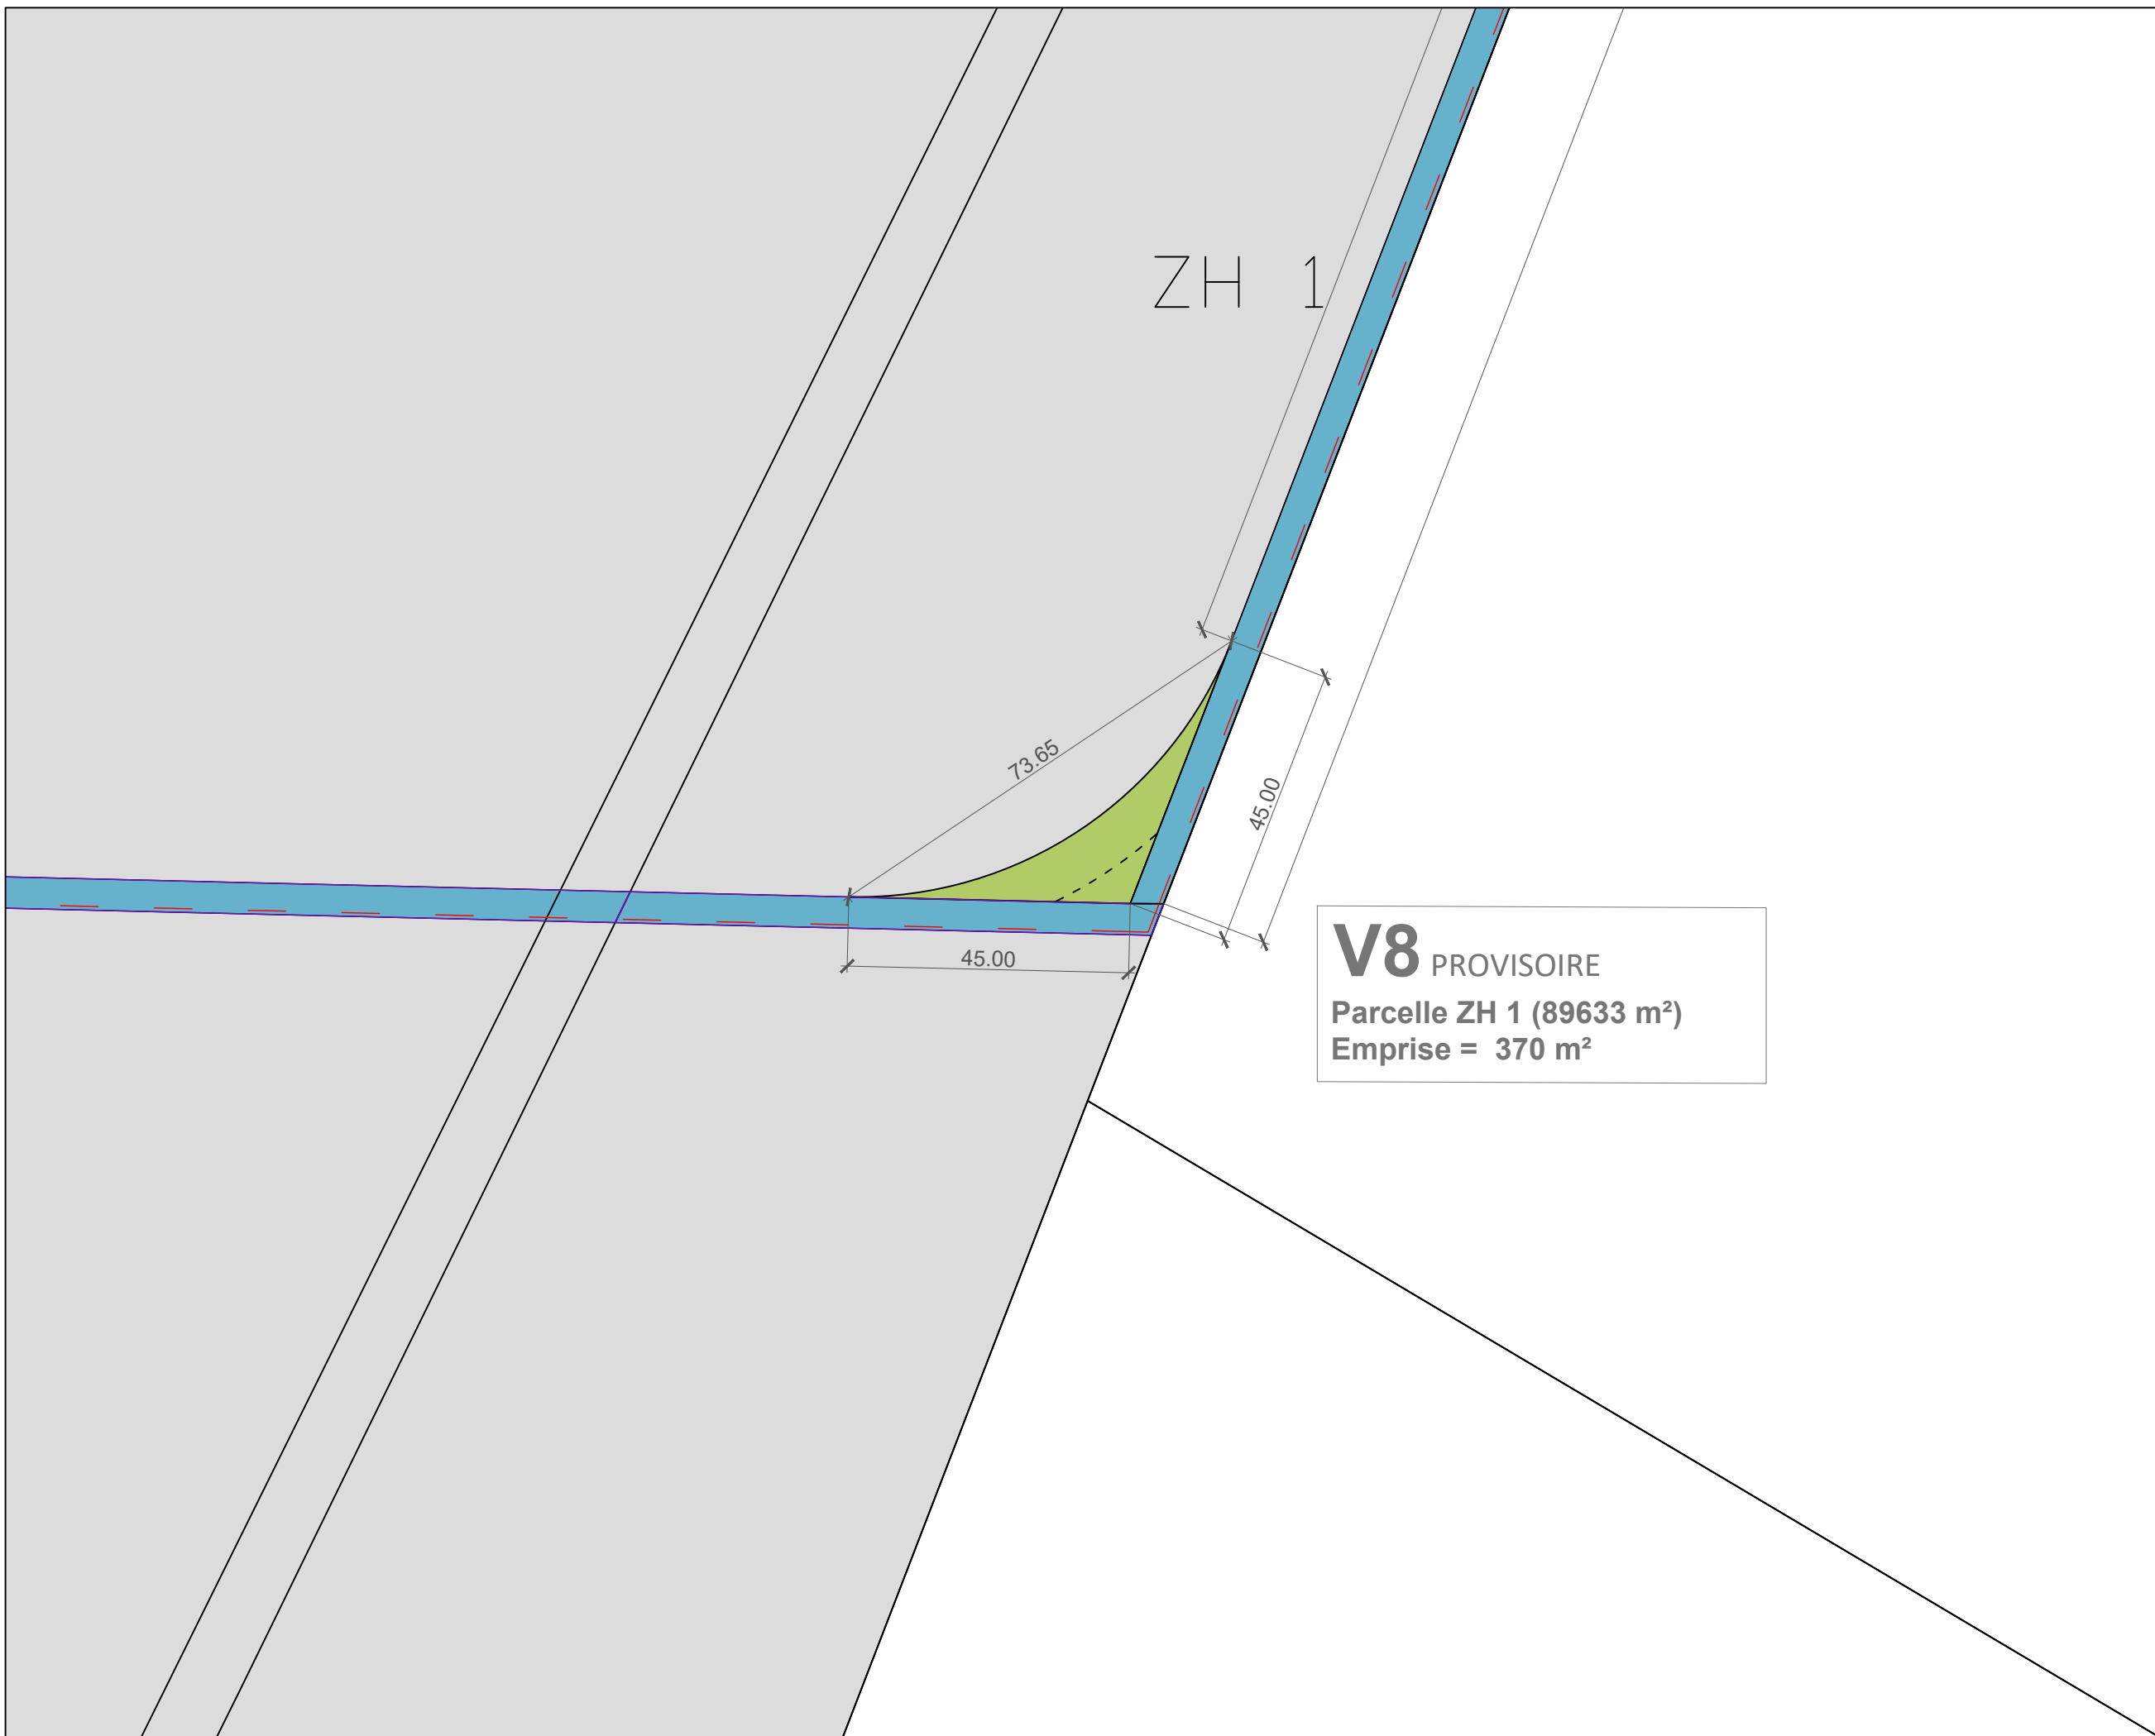 ZH 1
73.65
45.00
45.00
V8 PROVISOIRE
Parcelle ZH 1 (89633 m²)
Emprise = 370 m²